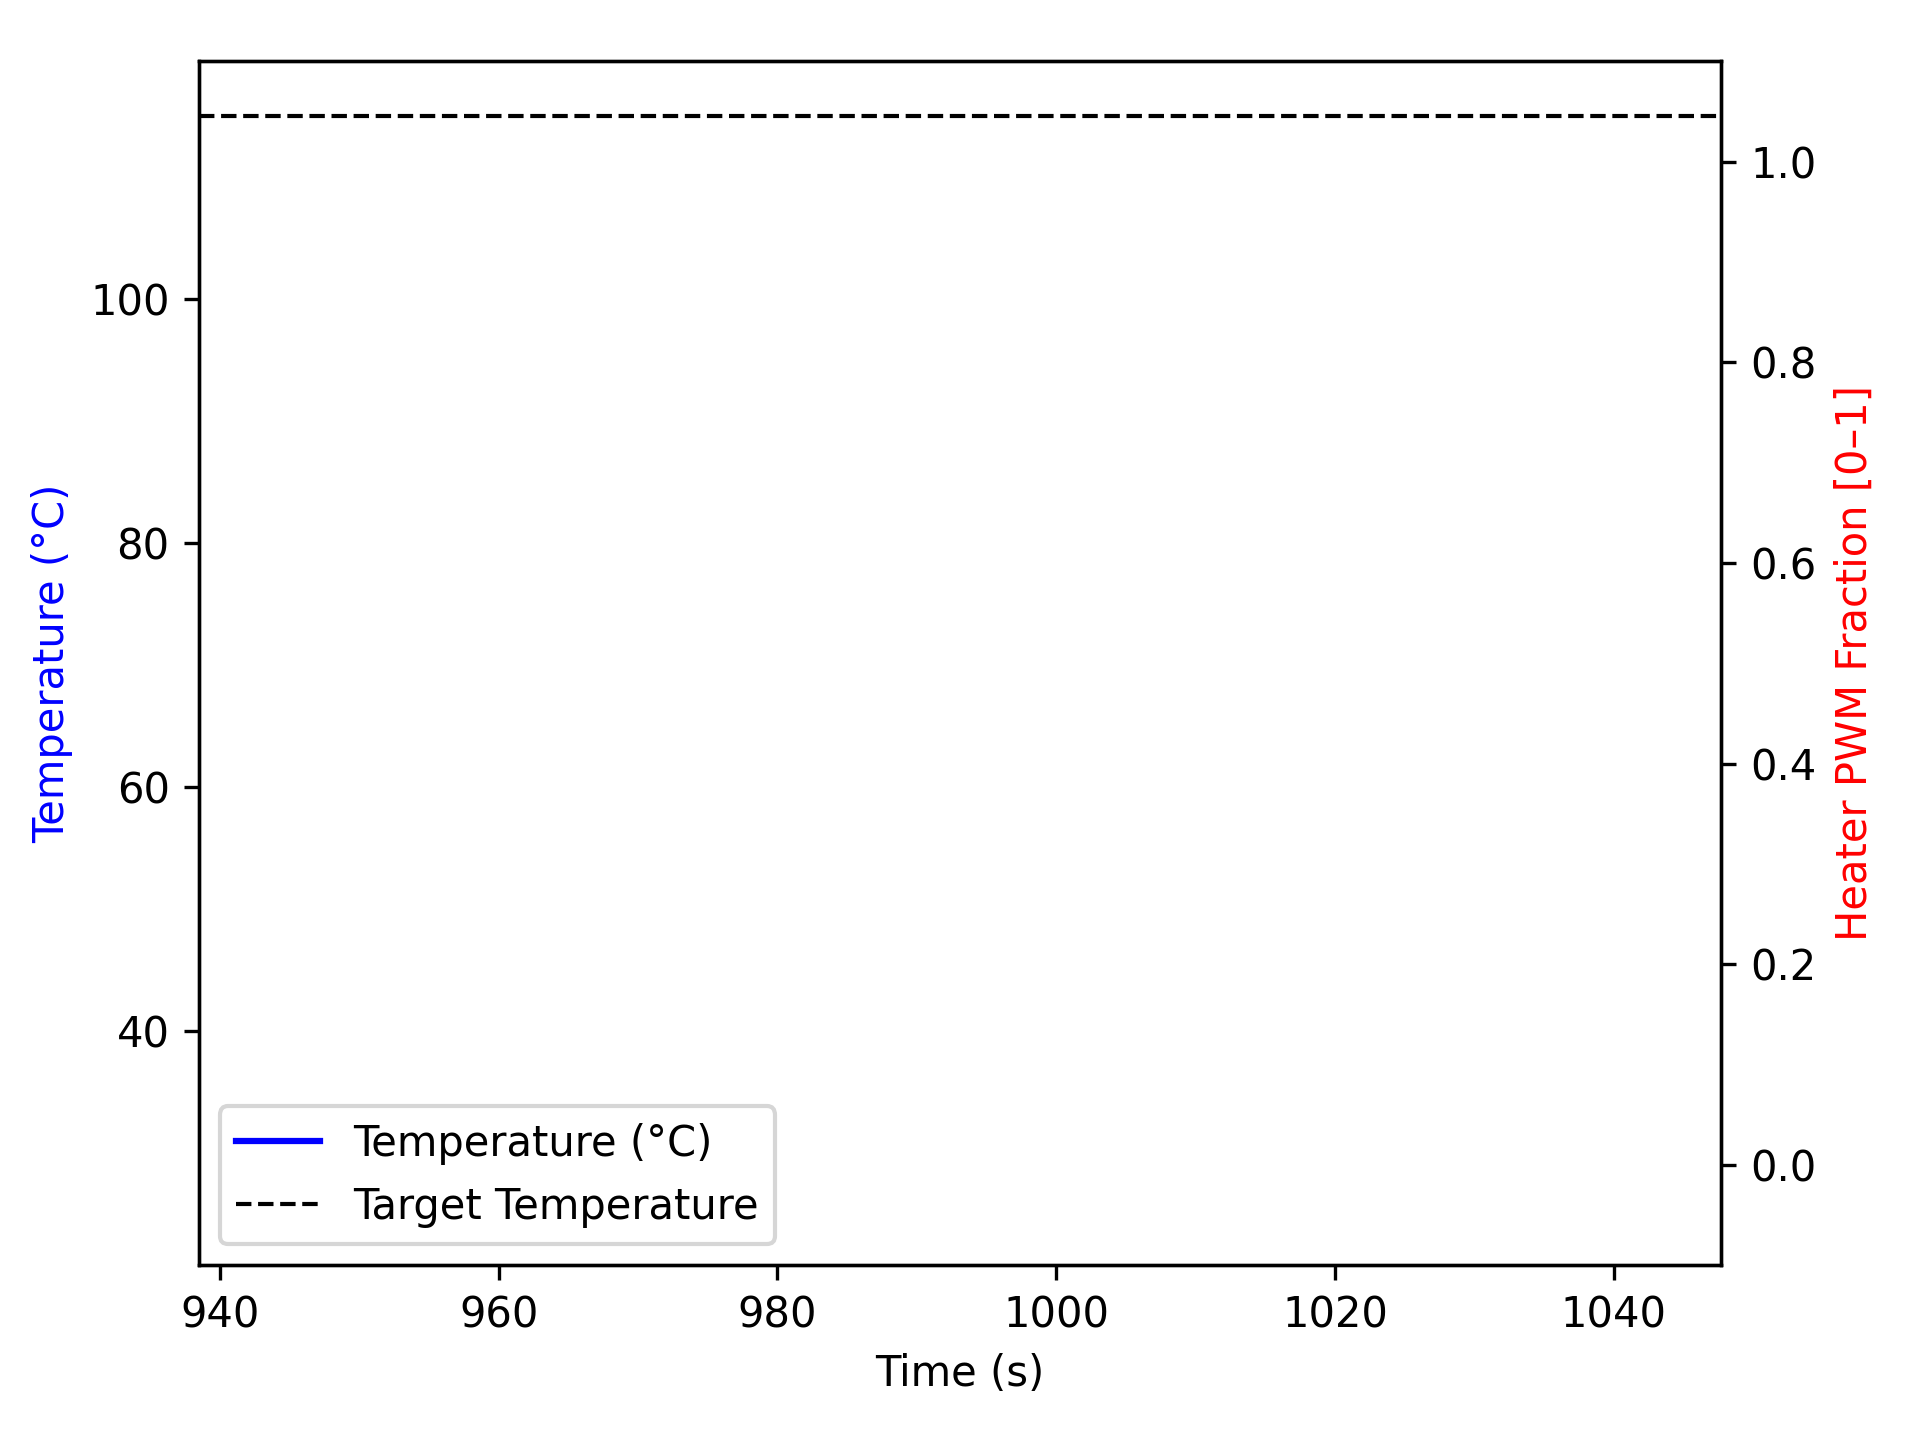 Temperature (°C)
100
80
60
40
1.0
0.8
0.6
0.4
0.2
0.0
Heater PWM Fraction [0–1]
Temperature (°C)
Target Temperature
940 960 980 1000 1020 1040
Time (s)